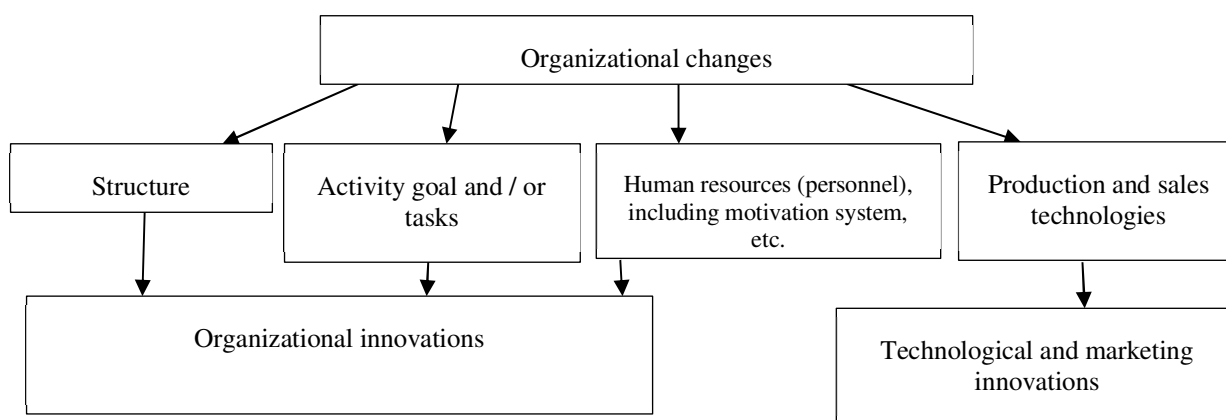 Organizational changes
Structure
Activity goal and / or
tasks
Human resources (personnel),
including motivation system,
etc.
Production and sales
technologies
Organizational innovations
Technological and marketing
innovations